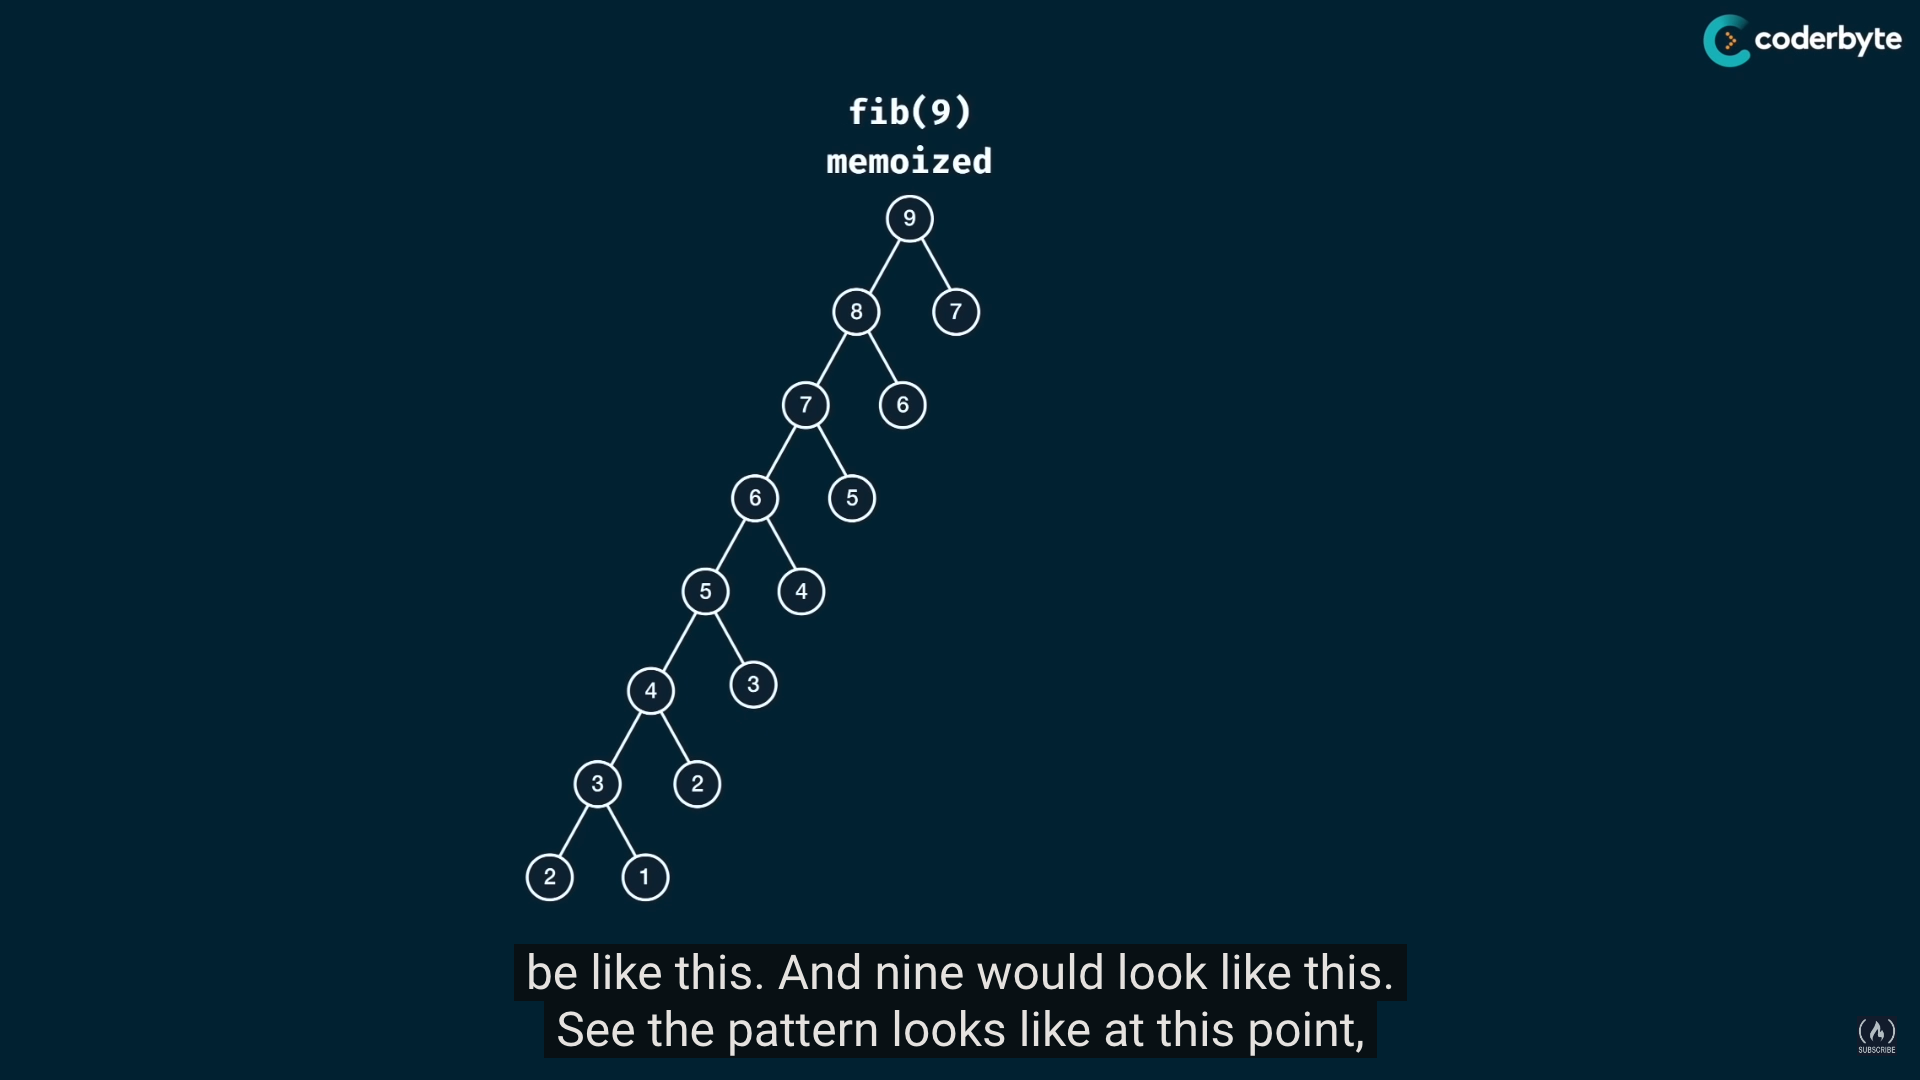 coderbyte
fib(9)
memoized
9
8 7
7 6
6 5
5 4
4 3
3 2
2 1
be like this. And nine would look like this.
See the pattern looks like at this point,
SUBSCRIBE